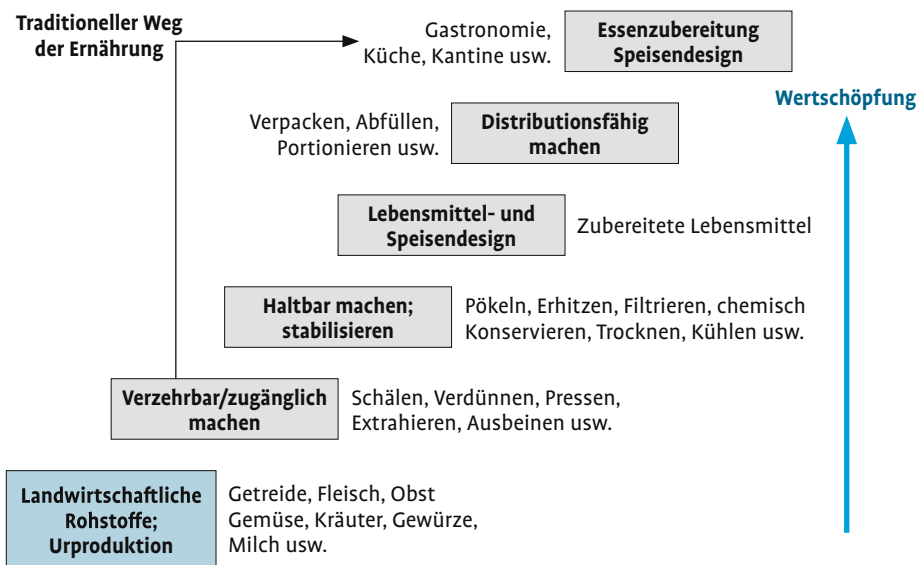 Traditioneller Weg
der Ernährung
Gastronomie,
Küche, Kantine usw.
Essenzubereitung
Speisendesign
Wertschöpfung
Verpacken, Abfüllen,
Portionieren usw.
Distributionsfähig
machen
Lebensmittel- und
Speisendesign
Zubereitete Lebensmittel
Haltbar machen;
stabilisieren
Pökeln, Erhitzen, Filtrieren, chemisch
Konservieren, Trocknen, Kühlen usw.
Verzehrbar/zugänglich
machen
Schälen, Verdünnen, Pressen,
Extrahieren, Ausbeinen usw.
Landwirtschaftliche
Rohstoffe;
Urproduktion
Getreide, Fleisch, Obst
Gemüse, Kräuter, Gewürze,
Milch usw.